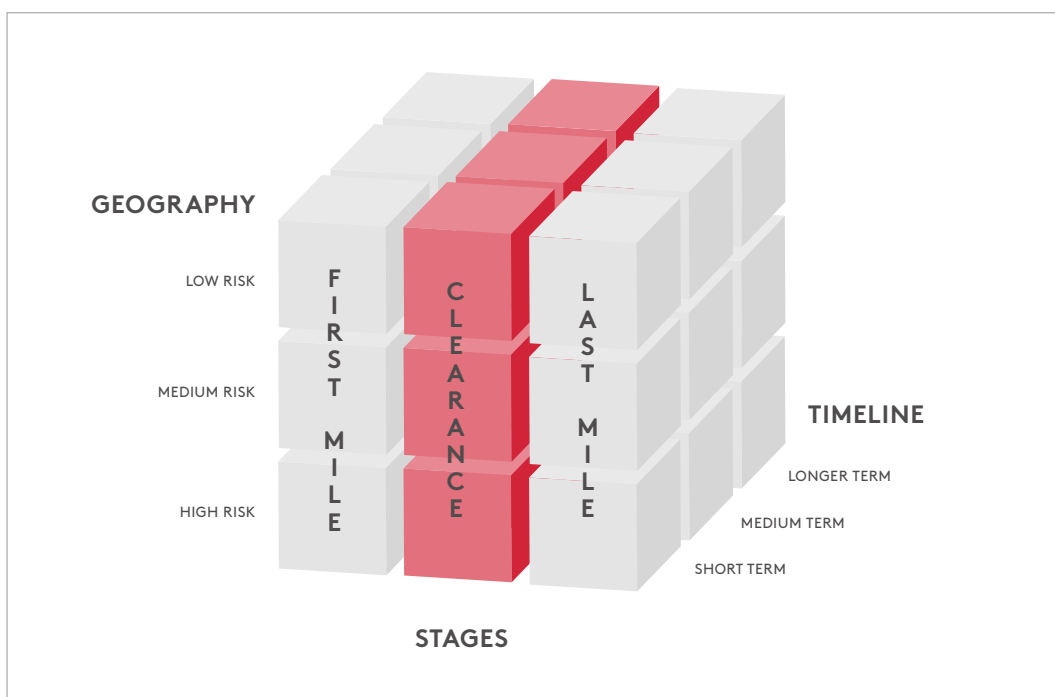 GEOGRAPHY
LOW RISK
MEDIUM RISK
HIGH RISK
FIRST MILE
CLEARANCE
LAST MILE
TIMELINE
LONGER TERM
MEDIUM TERM
SHORT TERM
STAGES